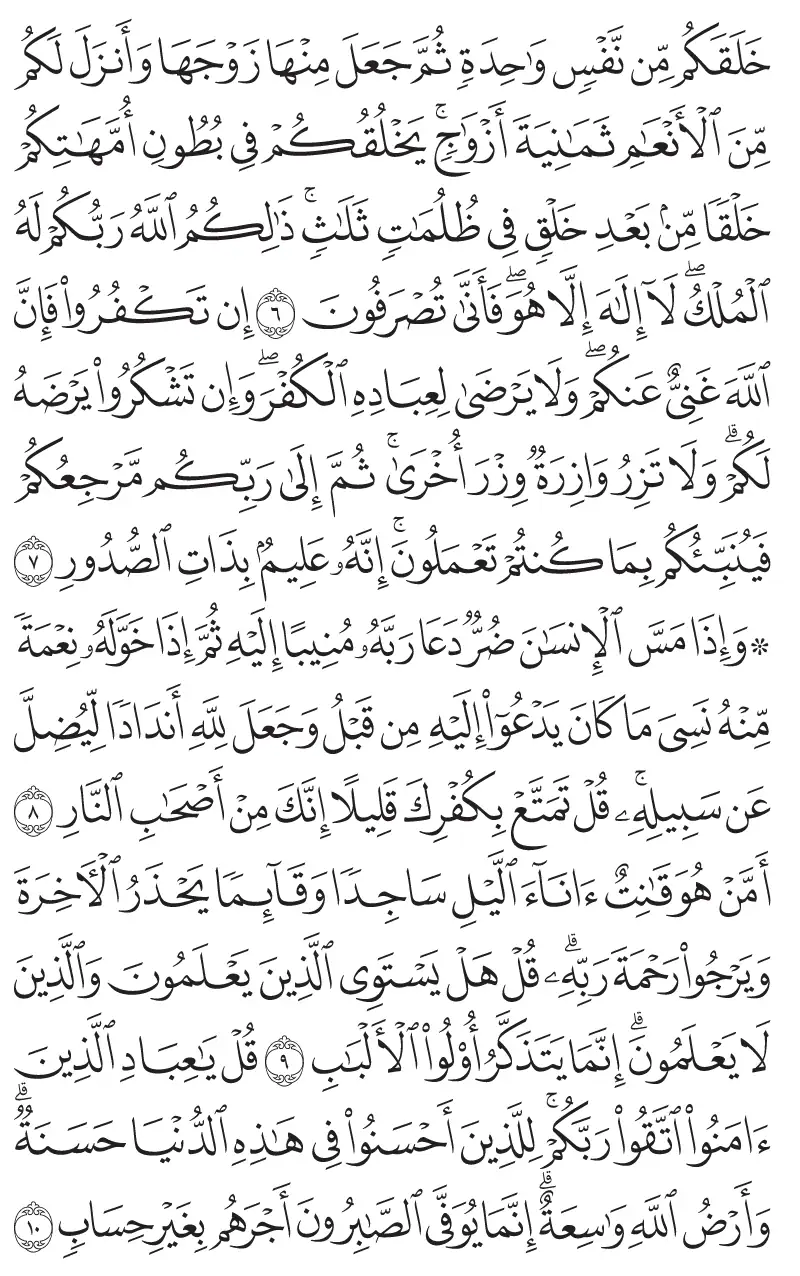 خَلَقَكُم مِّن نَّفۡسٖ وَٰحِدَةٖ ثُمَّ جَعَلَ مِنۡهَا زَوۡجَهَا وَأَنزَلَ لَكُم
مِّنَ ٱلۡأَنۡعَٰمِ ثَمَٰنِيَةَ أَزۡوَٰجٖۚ يَخۡلُقُكُمۡ فِي بُطُونِ أُمَّهَٰتِكُمۡ
خَلۡقٗا مِّنۢ بَعۡدِ خَلۡقٖ فِي ظُلُمَٰتٖ ثَلَٰثٖۚ ذَٰلِكُمُ ٱللَّهُ رَبُّكُمۡ لَهُ
ٱلۡمُلۡكُۖ لَآ إِلَٰهَ إِلَّا هُوَۖ فَأَنَّىٰ تُصۡرَفُونَ ٦ إِن تَكۡفُرُواْ فَإِنَّ
ٱللَّهَ غَنِيٌّ عَنكُمۡۖ وَلَا يَرۡضَىٰ لِعِبَادِهِ ٱلۡكُفۡرَۖ وَإِن تَشۡكُرُواْ يَرۡضَهُ
لَكُمۡۗ وَلَا تَزِرُ وَازِرَةٞ وِزۡرَ أُخۡرَىٰۚ ثُمَّ إِلَىٰ رَبِّكُم مَّرۡجِعُكُمۡ
فَيُنَبِّئُكُم بِمَا كُنتُمۡ تَعۡمَلُونَۚ إِنَّهُۥ عَلِيمُۢ بِذَاتِ ٱلصُّدُورِ ٧
۞ وَإِذَا مَسَّ ٱلۡإِنسَٰنَ ضُرّٞ دَعَا رَبَّهُۥ مُنِيبًا إِلَيۡهِ ثُمَّ إِذَا خَوَّلَهُۥ نِعۡمَةٗ
مِّنۡهُ نَسِيَ مَا كَانَ يَدۡعُوٓاْ إِلَيۡهِ مِن قَبۡلُ وَجَعَلَ لِلَّهِ أَندَادٗا لِّيُضِلَّ
عَن سَبِيلِهِۦۚ قُلۡ تَمَتَّعۡ بِكُفۡرِكَ قَلِيلًا إِنَّكَ مِنۡ أَصۡحَٰبِ ٱلنَّارِ ٨
أَمَّنۡ هُوَ قَٰنِتٌ ءَانَآءَ ٱلَّيۡلِ سَاجِدٗا وَقَآئِمٗا يَحۡذَرُ ٱلۡأٓخِرَةَ
وَيَرۡجُواْ رَحۡمَةَ رَبِّهِۦۗ قُلۡ هَلۡ يَسۡتَوِي ٱلَّذِينَ يَعۡلَمُونَ وَٱلَّذِينَ
لَا يَعۡلَمُونَۗ إِنَّمَا يَتَذَكَّرُ أُوْلُواْ ٱلۡأَلۡبَٰبِ ٩ قُلۡ يَٰعِبَادِ ٱلَّذِينَ
ءَامَنُواْ ٱتَّقُواْ رَبَّكُمۡۚ لِلَّذِينَ أَحۡسَنُواْ فِي هَٰذِهِ ٱلدُّنۡيَا حَسَنَةٞۗ
وَأَرۡضُ ٱللَّهِ وَٰسِعَةٌۗ إِنَّمَا يُوَفَّى ٱلصَّٰبِرُونَ أَجۡرَهُم بِغَيۡرِ حِسَابٖ ١٠